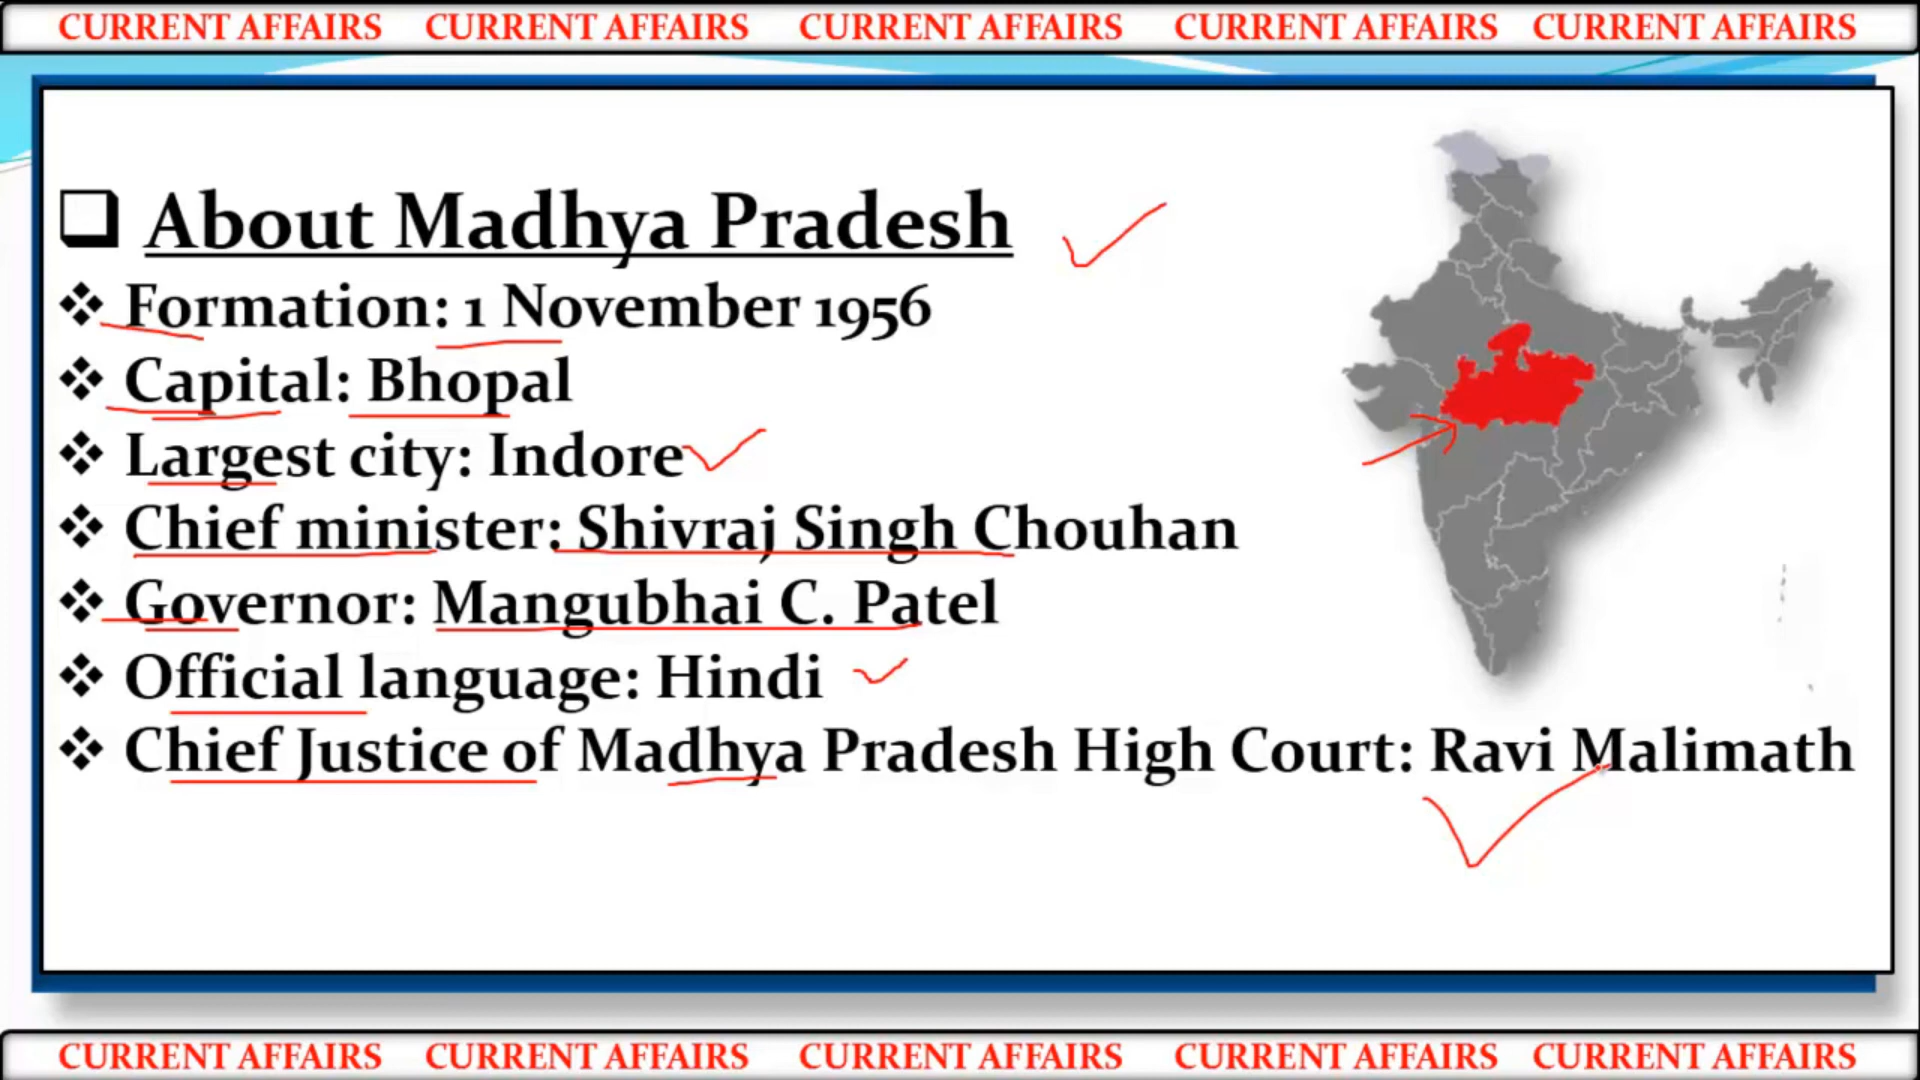 CURRENT AFFAIRS CURRENT AFFAIRS CURRENT AFFAIRS CURRENT AFFAIRS CURRENT AFFAIRS
About Madhya Pradesh
Formation: 1 November 1956
Capital: Bhopal
Largest city: Indore
Chief minister: Shivraj Singh Chouhan
Governor: Mangubhai C. Patel
Official language: Hindi
Chief Justice of Madhya Pradesh High Court: Ravi Malimath
CURRENT AFFAIRS CURRENT AFFAIRS CURRENT AFFAIRS CURRENT AFFAIRS CURRENT AFFAIRS